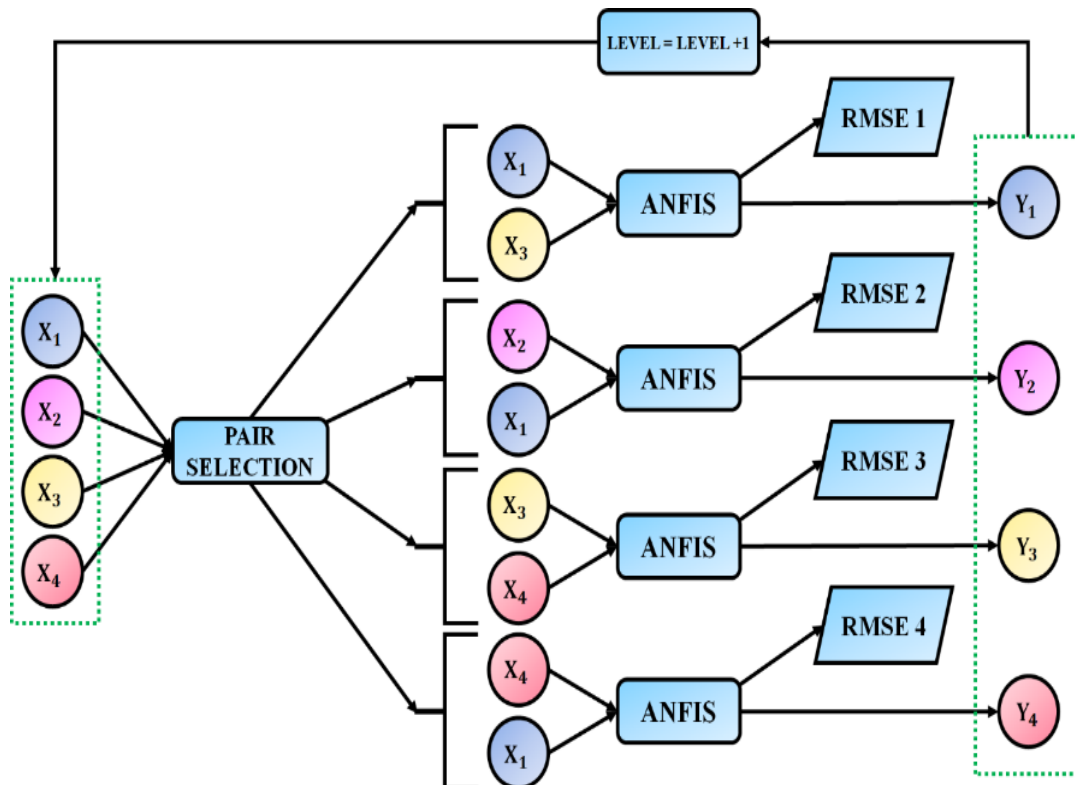 LEVEL = LEVEL +1
RMSE 1
X₁
ANFIS
Y₁
X₃
RMSE 2
X₁
X₂
X₂
ANFIS
Y₂
X₁
PAIR
SELECTION
X₃
X₄
RMSE 3
X₃
ANFIS
Y₃
X₄
RMSE 4
X₄
ANFIS
Y₄
X₁